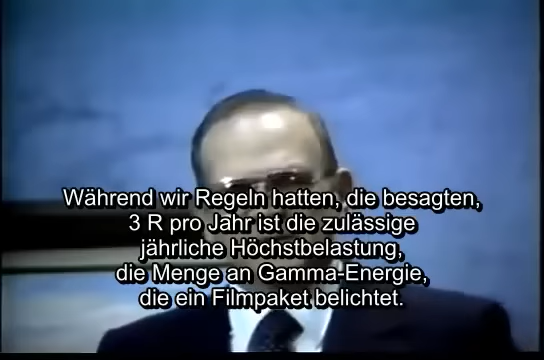 Während wir Regeln hatten, die besagten,
3 R pro Jahr ist die zulässige
jährliche Höchstbelastung,
die Menge an Gamma-Energie,
die ein Filmpaket belichtet.